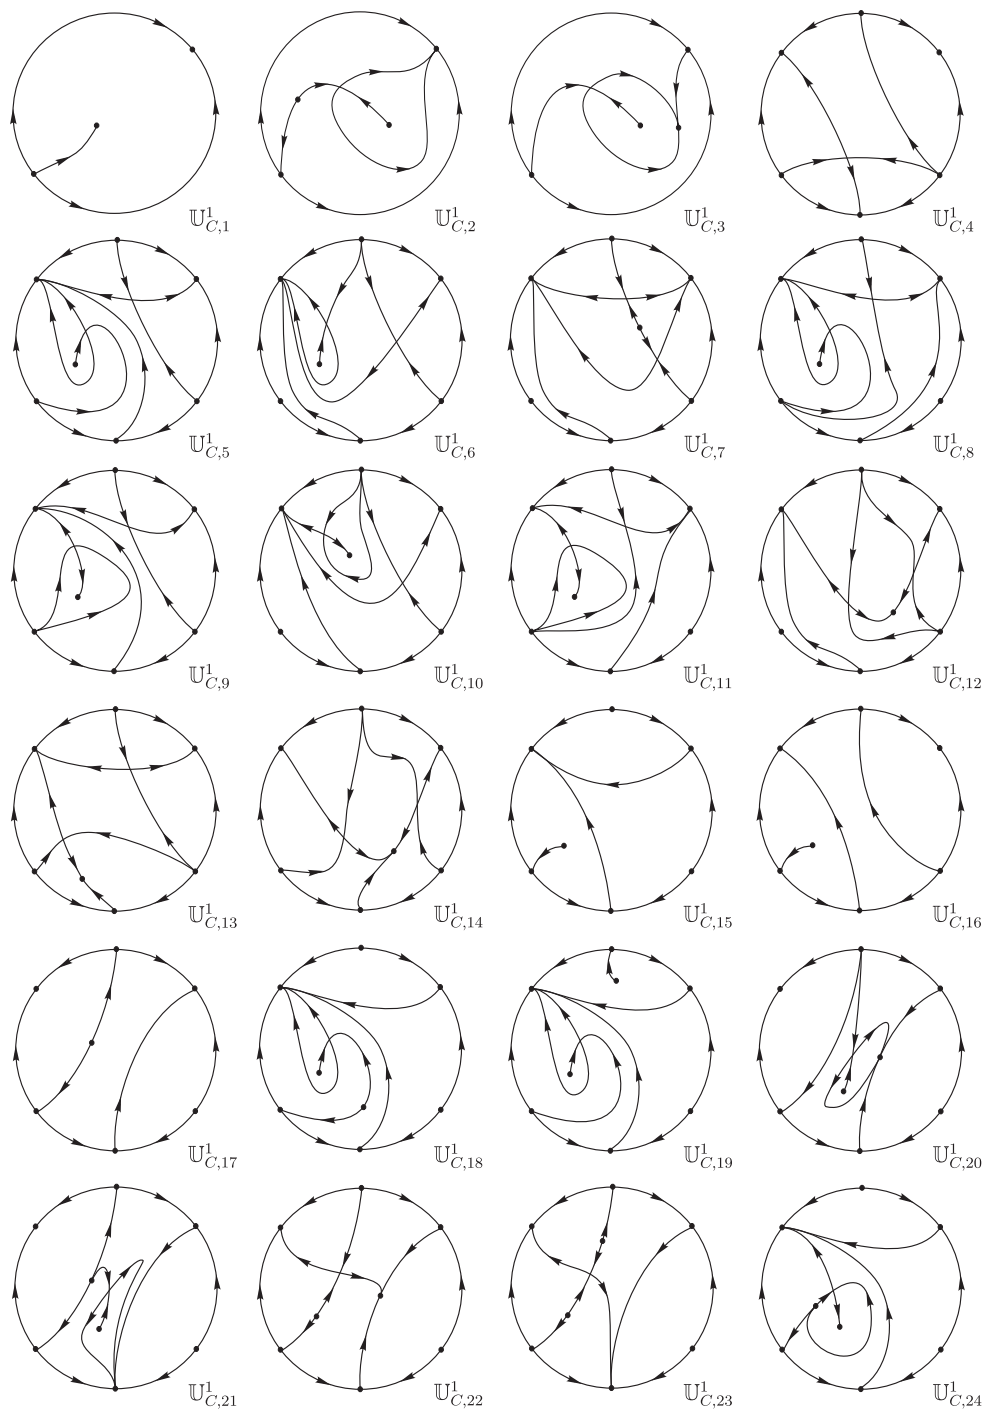 𝕌¹_{C,1} 𝕌¹_{C,2} 𝕌¹_{C,3} 𝕌¹_{C,4}
𝕌¹_{C,5} 𝕌¹_{C,6} 𝕌¹_{C,7} 𝕌¹_{C,8}
𝕌¹_{C,9} 𝕌¹_{C,10} 𝕌¹_{C,11} 𝕌¹_{C,12}
𝕌¹_{C,13} 𝕌¹_{C,14} 𝕌¹_{C,15} 𝕌¹_{C,16}
𝕌¹_{C,17} 𝕌¹_{C,18} 𝕌¹_{C,19} 𝕌¹_{C,20}
𝕌¹_{C,21} 𝕌¹_{C,22} 𝕌¹_{C,23} 𝕌¹_{C,24}